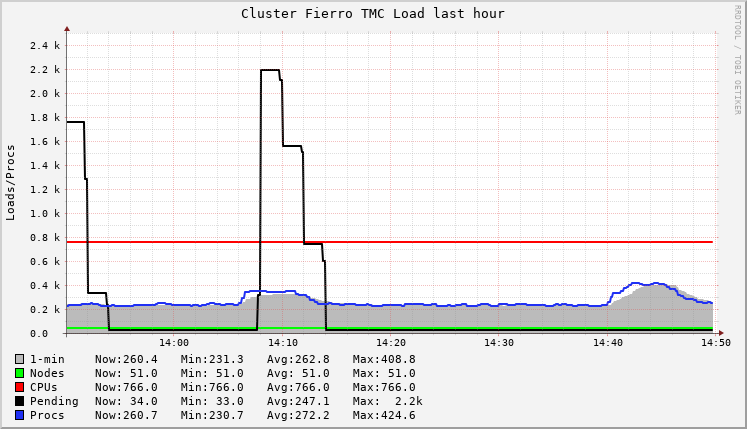 Cluster Fierro TMC Load last hour
RRDTOOL / TOBI OETIKER
Loads/Procs
2.4 k
2.2 k
2.0 k
1.8 k
1.6 k
1.4 k
1.2 k
1.0 k
0.8 k
0.6 k
0.4 k
0.2 k
0.0
14:00 14:10 14:20 14:30 14:40 14:50
1-min Now:260.4 Min:231.3 Avg:262.8 Max:408.8
Nodes Now: 51.0 Min: 51.0 Avg: 51.0 Max: 51.0
CPUs Now:766.0 Min:766.0 Avg:766.0 Max:766.0
Pending Now: 34.0 Min: 33.0 Avg:247.1 Max: 2.2k
Procs Now:260.7 Min:230.7 Avg:272.2 Max:424.6